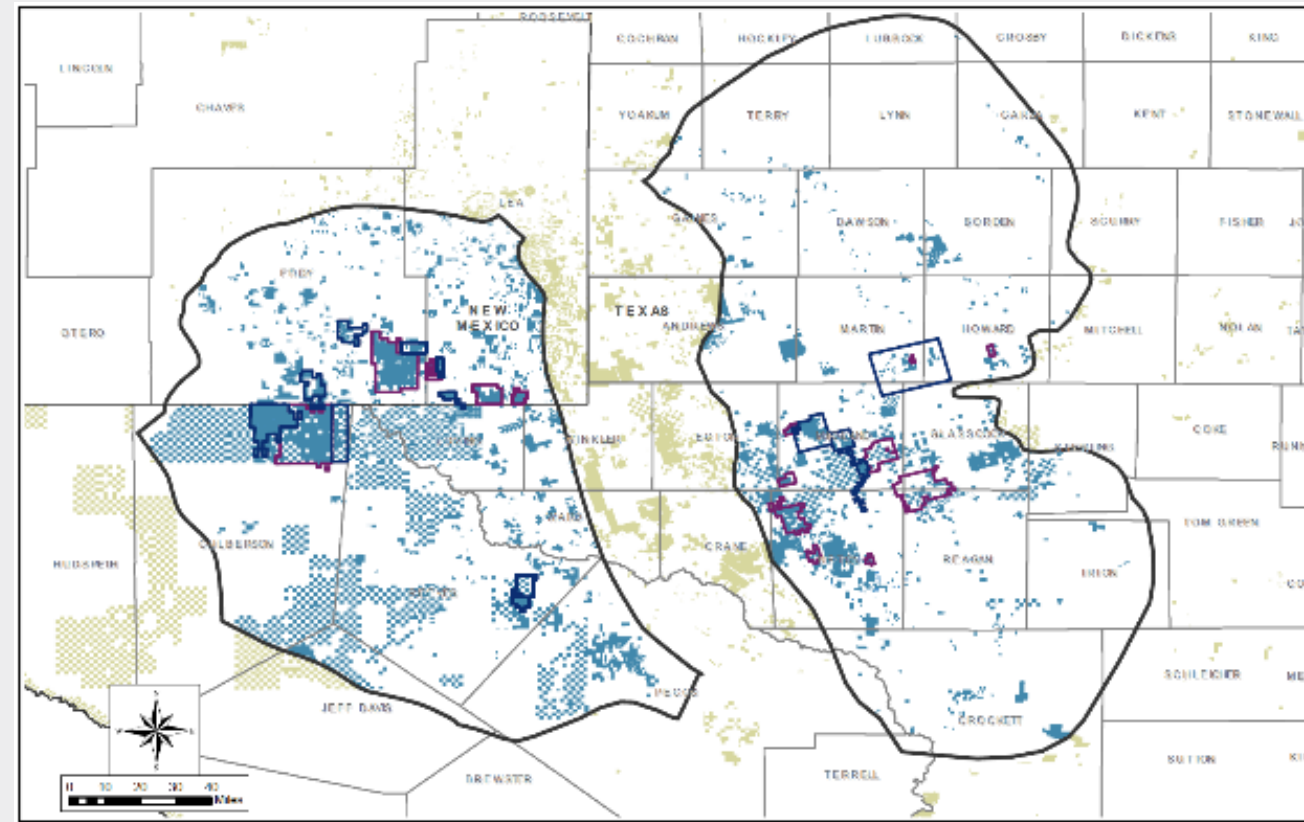 ROOSEVELT
COCHRAN
HOCKLEY
LUBBOCK
CROSBY
DICKENS
KING
LINCOLN
CHAVES
YOAKUM
TERRY
LYNN
GARZA
KENT
STONEWALL
LEA
GAINES
DAWSON
BORDEN
SCURRY
FISHER
EDDY
NEW
MEXICO
TEXAS
ANDREWS
MARTIN
HOWARD
MITCHELL
NOLAN
OTERO
WINKLER
ECTOR
GLASSCOCK
COKE
WARD
CULBERSON
HUDSPETH
CRANE
REAGAN
IRION
TOM GREEN
JEFF DAVIS
PECOS
CROCKETT
SCHLEICHER
BREWSTER
TERRELL
SUTTON
0 10 20 30 40
Miles